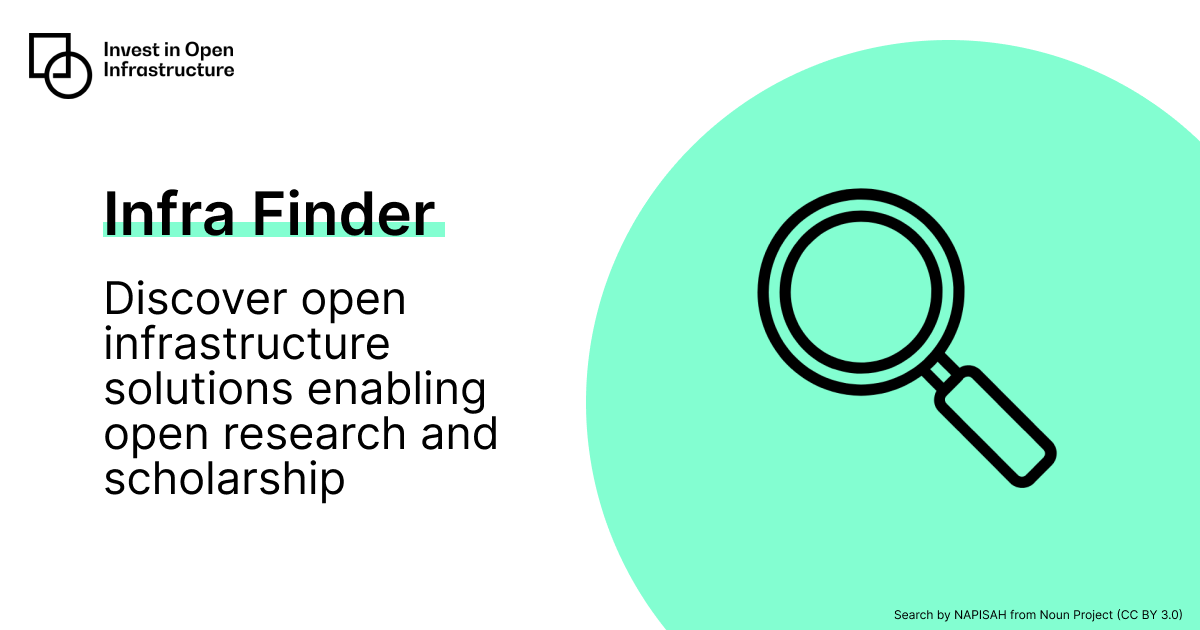 Invest in Open
Infrastructure
Infra Finder
Discover open
infrastructure
solutions enabling
open research and
scholarship
Search by NAPISAH from Noun Project (CC BY 3.0)